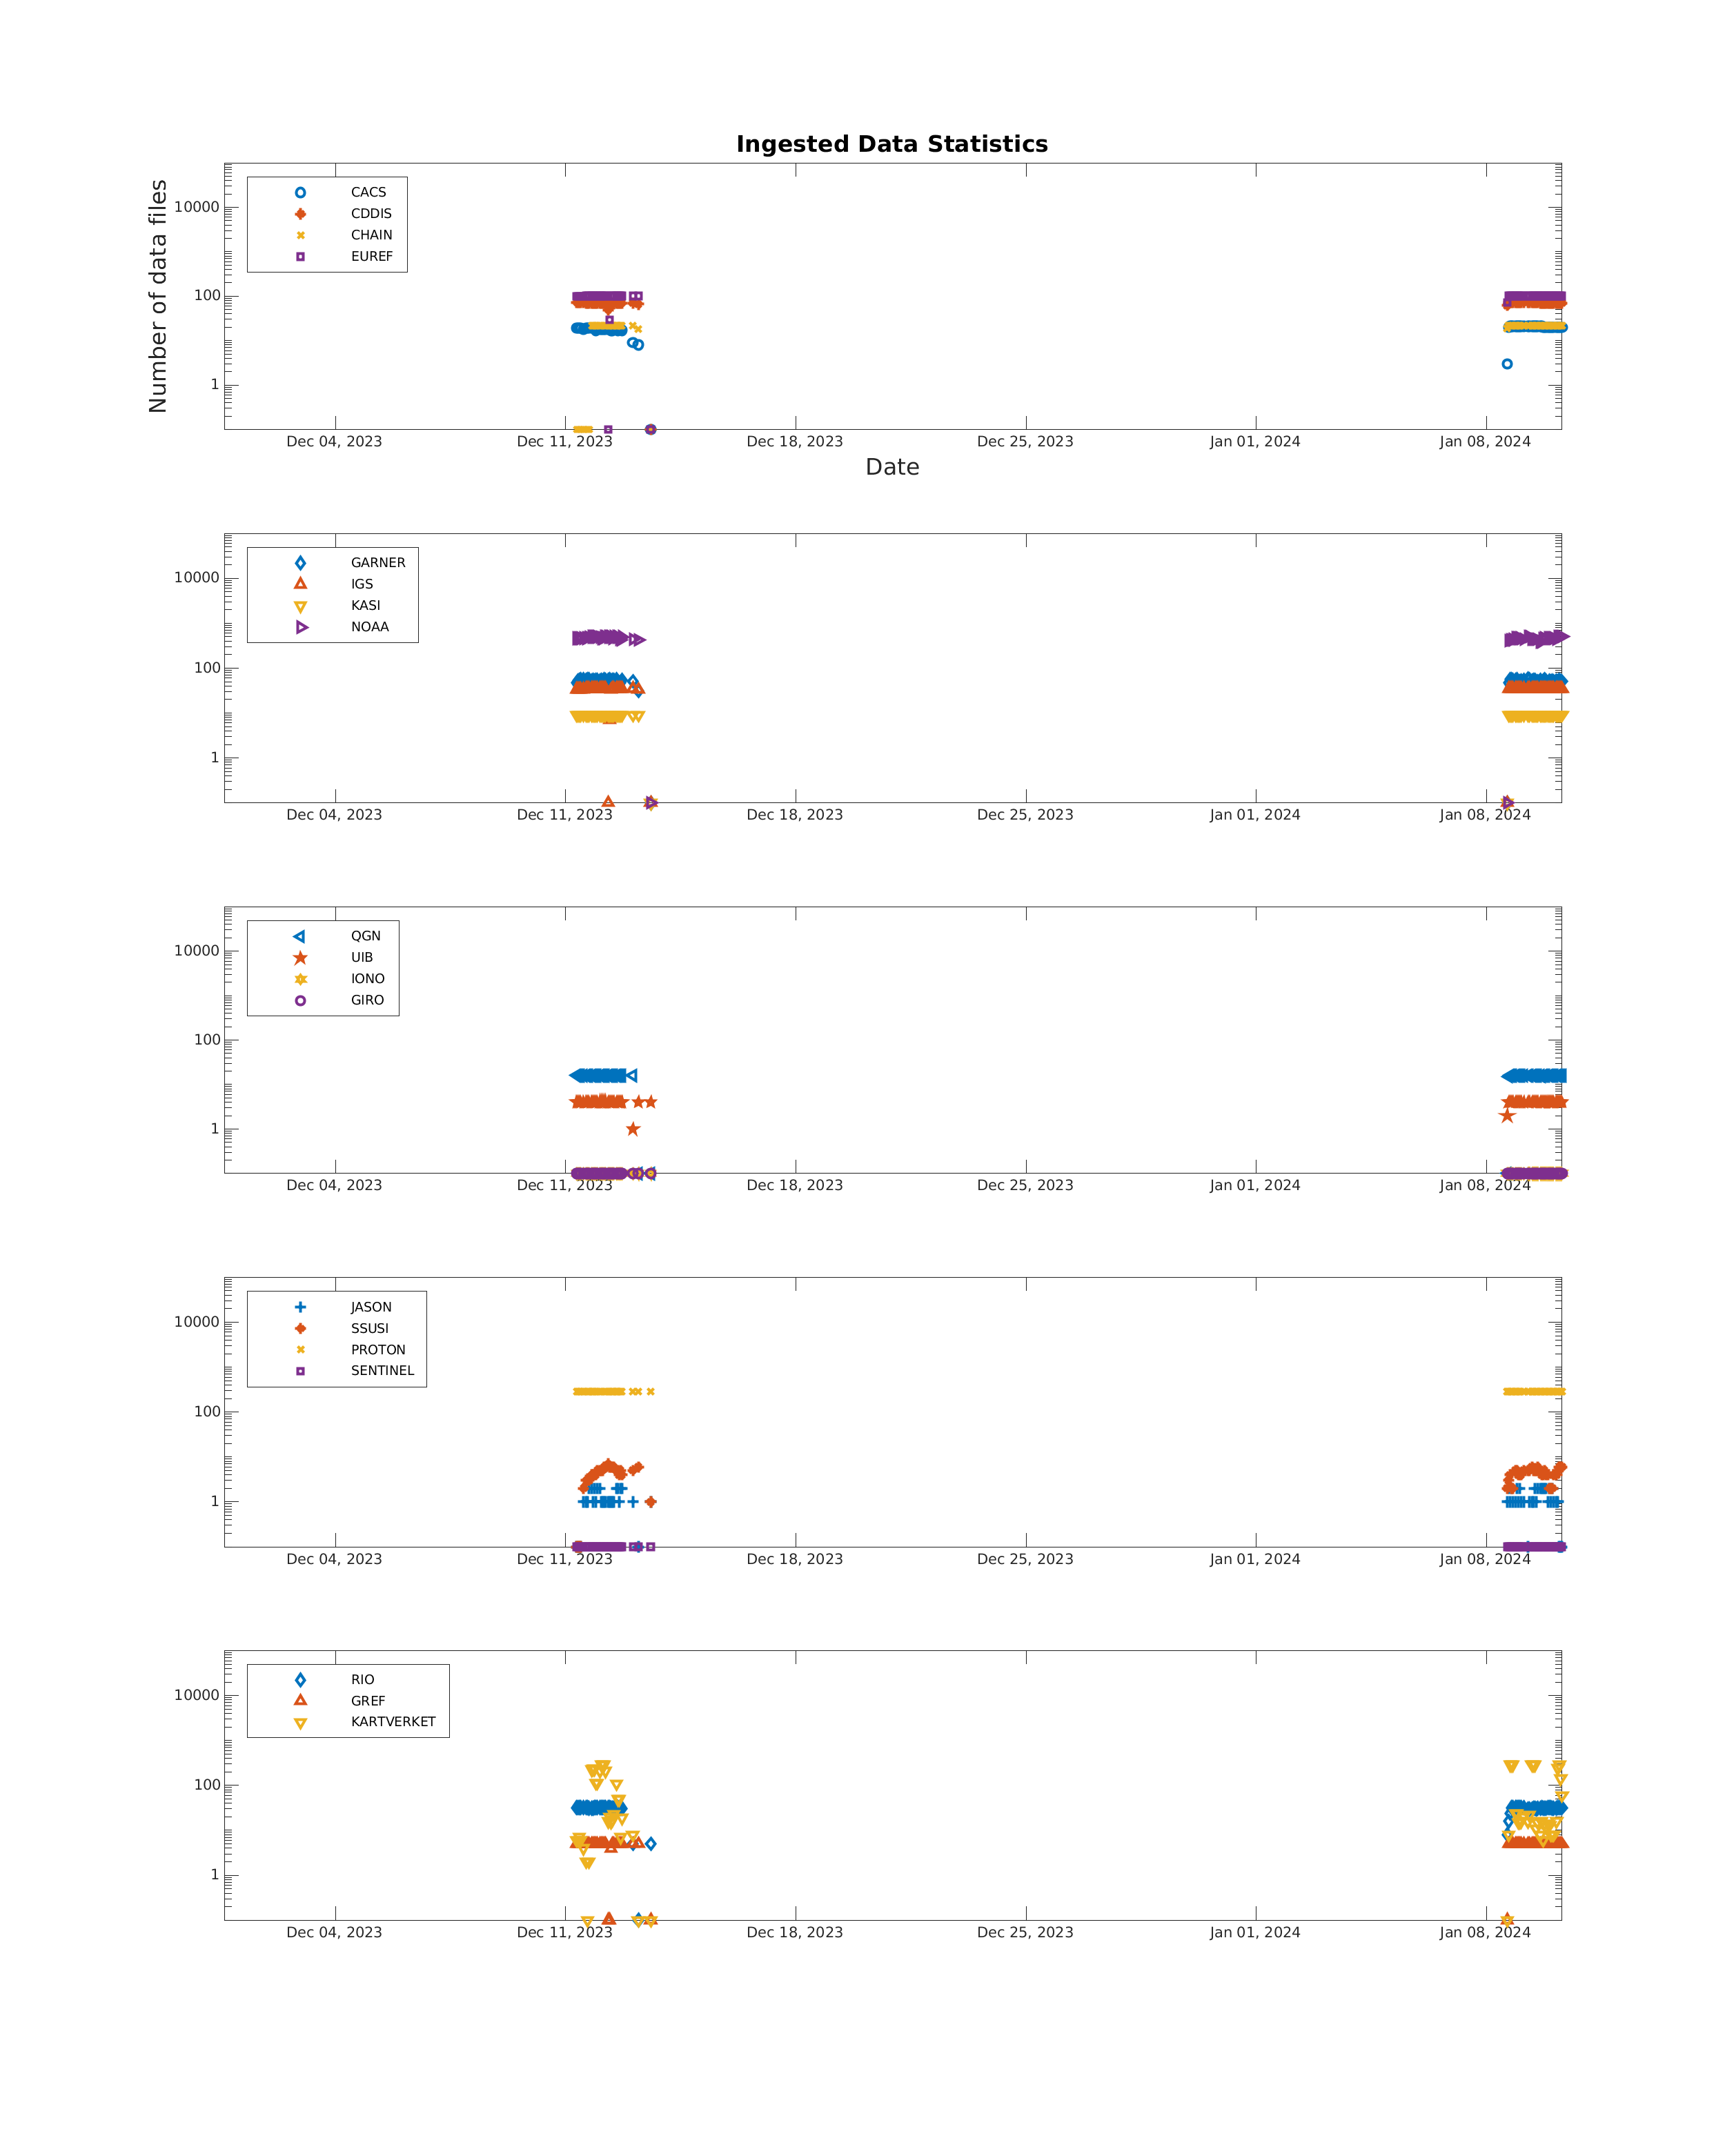 Ingested Data Statistics
Number of data files
10000
100
1
CACS
CDDIS
CHAIN
EUREF
Dec 04, 2023
Dec 11, 2023
Dec 18, 2023
Dec 25, 2023
Jan 01, 2024
Jan 08, 2024
Date
10000
100
1
GARNER
IGS
KASI
NOAA
Dec 04, 2023
Dec 11, 2023
Dec 18, 2023
Dec 25, 2023
Jan 01, 2024
Jan 08, 2024
10000
100
1
QGN
UIB
IONO
GIRO
Dec 04, 2023
Dec 11, 2023
Dec 18, 2023
Dec 25, 2023
Jan 01, 2024
Jan 08, 2024
10000
100
1
JASON
SSUSI
PROTON
SENTINEL
Dec 04, 2023
Dec 11, 2023
Dec 18, 2023
Dec 25, 2023
Jan 01, 2024
Jan 08, 2024
10000
100
1
RIO
GREF
KARTVERKET
Dec 04, 2023
Dec 11, 2023
Dec 18, 2023
Dec 25, 2023
Jan 01, 2024
Jan 08, 2024